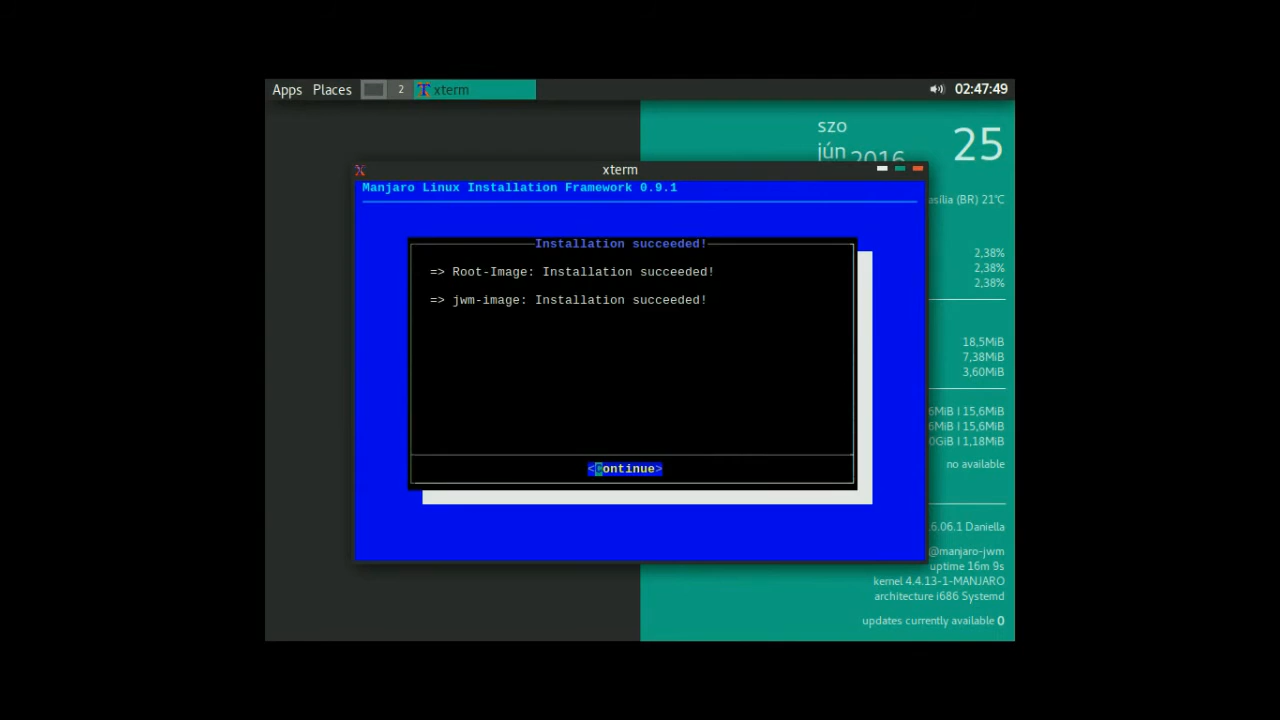 Apps Places 2 xterm 02:47:49
szo
jún 2016 25
xterm
Manjaro Linux Installation Framework 0.9.1
(BR) 21°C
Installation succeeded!
=> Root-Image: Installation succeeded!
=> jwm-image: Installation succeeded!
2,38%
2,38%
2,38%
18,5MiB
7,38MiB
3,60MiB
6MiB | 15,6MiB
6MiB | 15,6MiB
0GiB | 1,18MiB
no available
<Continue>
6.06.1 Daniella
@manjaro-jwm
uptime 16m 9s
kernel 4.4.13-1-MANJARO
architecture i686 Systemd
updates currently available 0